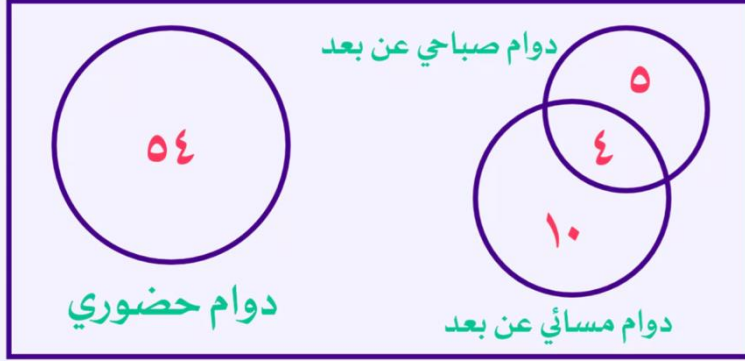 دوام صباحي عن بعد
٥
٤
٥٤
١٠
دوام حضوري
دوام مسائي عن بعد